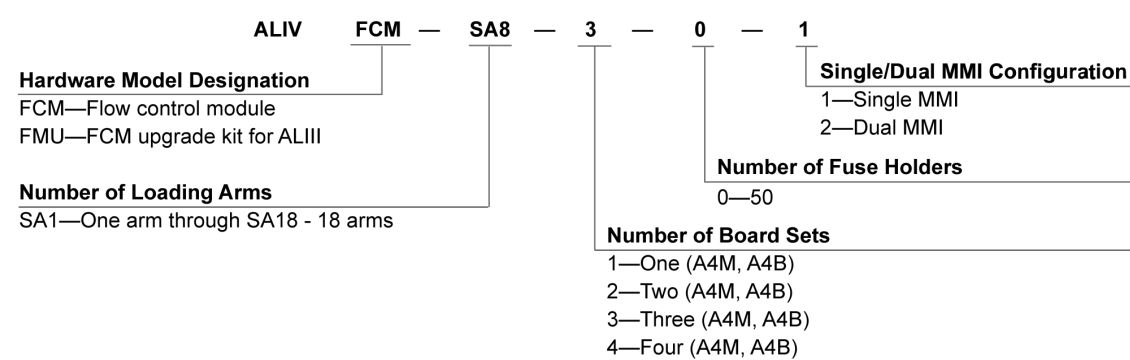 ALIV FCM — SA8 — 3 — 0 — 1
Hardware Model Designation
FCM—Flow control module
FMU—FCM upgrade kit for ALIII
Number of Loading Arms
SA1—One arm through SA18 - 18 arms
Single/Dual MMI Configuration
1—Single MMI
2—Dual MMI
Number of Fuse Holders
0—50
Number of Board Sets
1—One (A4M, A4B)
2—Two (A4M, A4B)
3—Three (A4M, A4B)
4—Four (A4M, A4B)